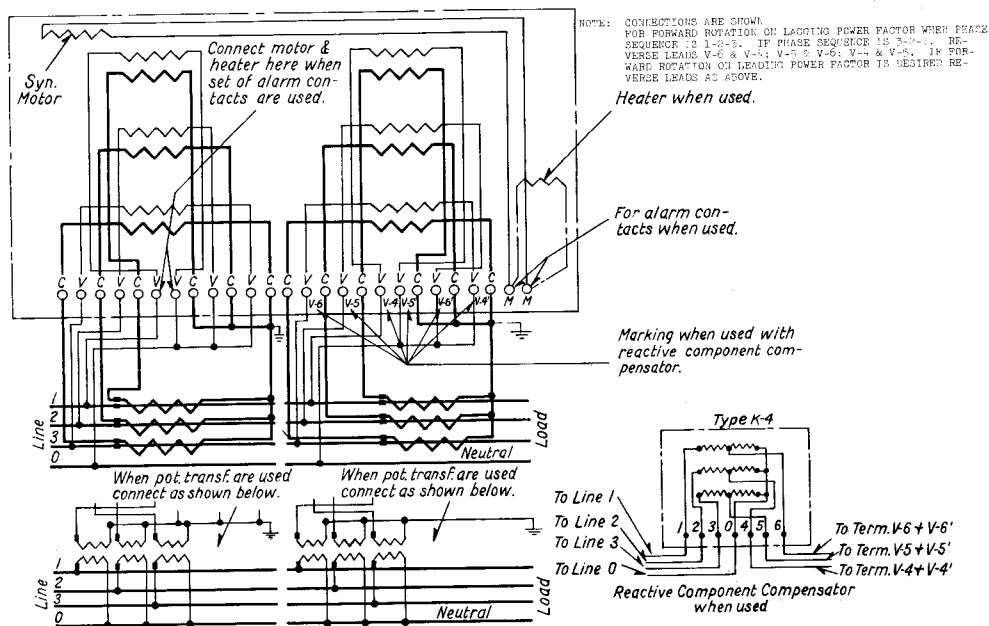 NOTE: CONNECTIONS ARE SHOWN
FOR FORWARD ROTATION ON LAGGING POWER FACTOR WHEN PHASE
SEQUENCE IS 1-2-3. IF PHASE SEQUENCE IS 3-2-1, RE-
VERSE LEADS V-6 & V-4; V-5 & V-6; V-4 & V-5. IF FOR-
WARD ROTATION ON LEADING POWER FACTOR IS DESIRED RE-
VERSE LEADS AS ABOVE.
Syn.
Motor
Connect motor &
heater here when
set of alarm con-
tacts are used.
Heater when used.
For alarm con-
tacts when used.
C V C V C V V C V C V C
C V C V C V C V C V C
V-6 V-5 V-4 V-5' V-6' V-4' M M
Marking when used with
reactive component com-
pensator.
Line
1
2
3
0
Neutral
Load
When pot. transf. are used
connect as shown below.
When pot. transf. are used
connect as shown below.
Line
1
2
3
0
Neutral
Load
Type K-4
To Line 1
To Line 2
To Line 3
To Line 0
1 2 3 0 4 5 6
To Term. V-6 + V-6'
To Term. V-5 + V-5'
To Term. V-4 + V-4'
Reactive Component Compensator
when used